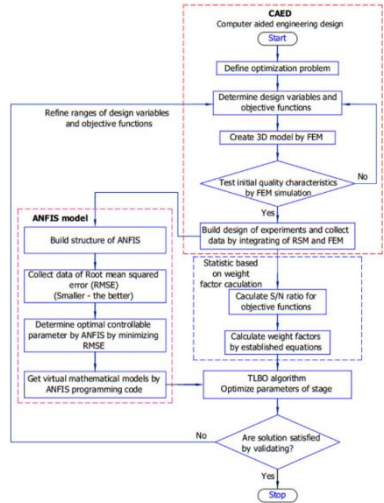 CAED
Computer aided engineering design
Start
Define optimization problem
Determine design variables and
objective functions
Refine ranges of design variables
and objective functions
Create 3D model by FEM
No
Test initial quality characteristics
by FEM simulation
Yes
ANFIS model
Build structure of ANFIS
Build design of experiments and collect
data by integrating of RSM and FEM
Statistic based
on weight
factor caculation
Collect data of Root mean squared
error (RMSE)
(Smaller - the better)
Caculate S/N ratio for
objective functions
Determine optimal controllable
parameter by ANFIS by minimizing
RMSE
Calculate weight factors
by established equations
Get virtual mathematical models by
ANFIS programming code
TLBO algorithm
Optimize parameters of stage
No
Are solution satisfied
by validating?
Yes
Stop